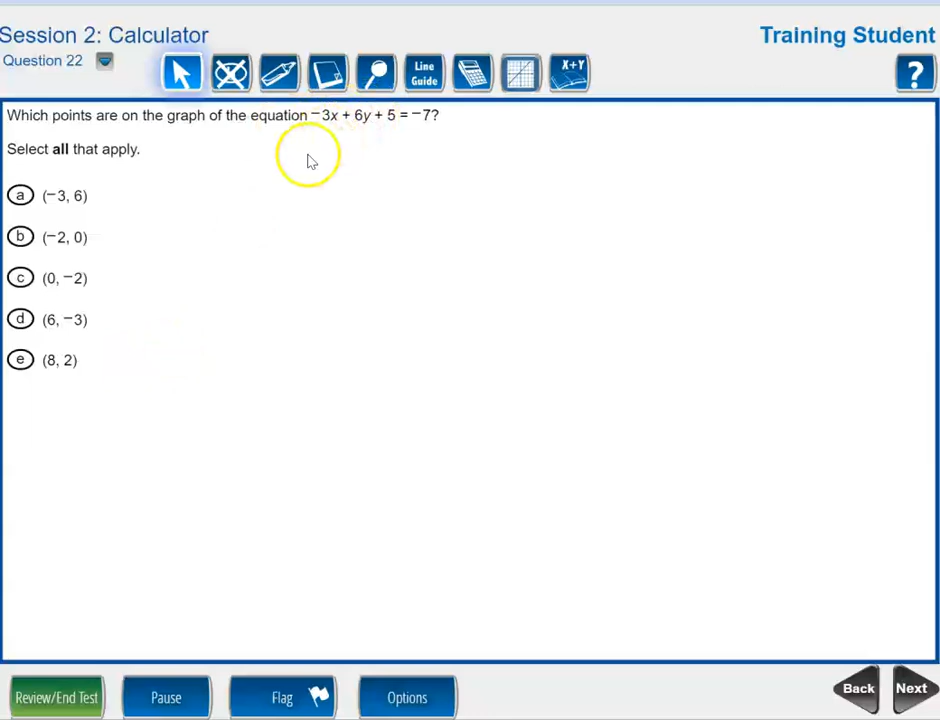 Session 2: Calculator
Training Student
Question 22
Line Guide
X+Y
?
Which points are on the graph of the equation ⁻3x + 6y + 5 = ⁻7?
Select all that apply.
a (⁻3, 6)
b (⁻2, 0)
c (0, ⁻2)
d (6, ⁻3)
e (8, 2)
Review/End Test Pause Flag Options Back Next